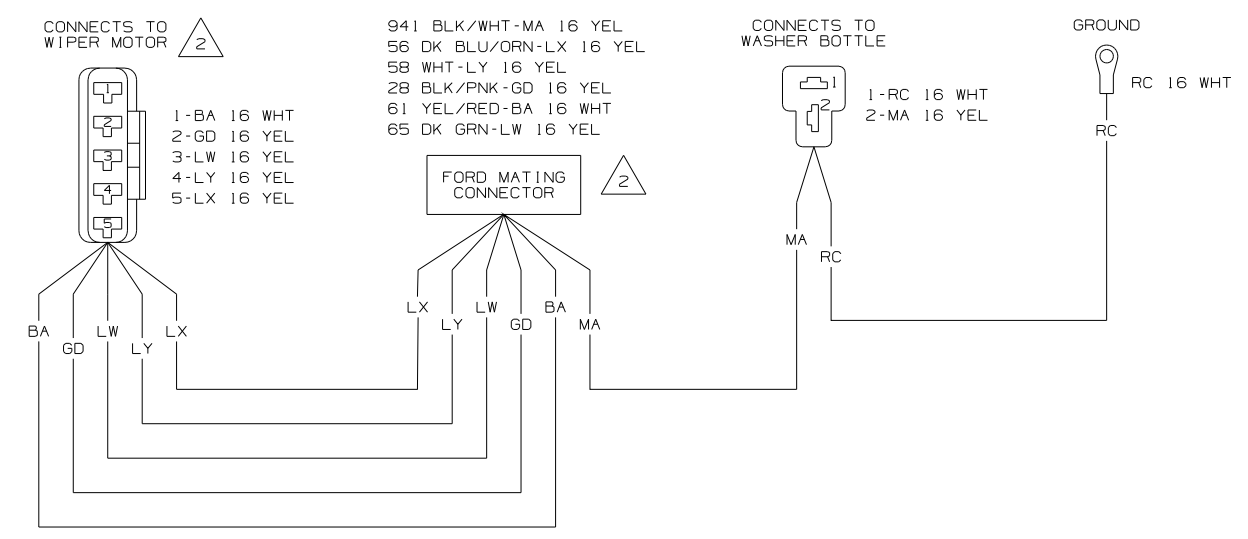 CONNECTS TO
WIPER MOTOR
2
1
2
3
4
5
1-BA 16 WHT
2-GD 16 YEL
3-LW 16 YEL
4-LY 16 YEL
5-LX 16 YEL
941 BLK/WHT-MA 16 YEL
56 DK BLU/ORN-LX 16 YEL
58 WHT-LY 16 YEL
28 BLK/PNK-GD 16 YEL
61 YEL/RED-BA 16 WHT
65 DK GRN-LW 16 YEL
FORD MATING
CONNECTOR
2
CONNECTS TO
WASHER BOTTLE
1
2
1-RC 16 WHT
2-MA 16 YEL
GROUND
RC 16 WHT
RC
MA
RC
BA
GD
LW
LY
LX
LX
LY
LW
GD
BA
MA